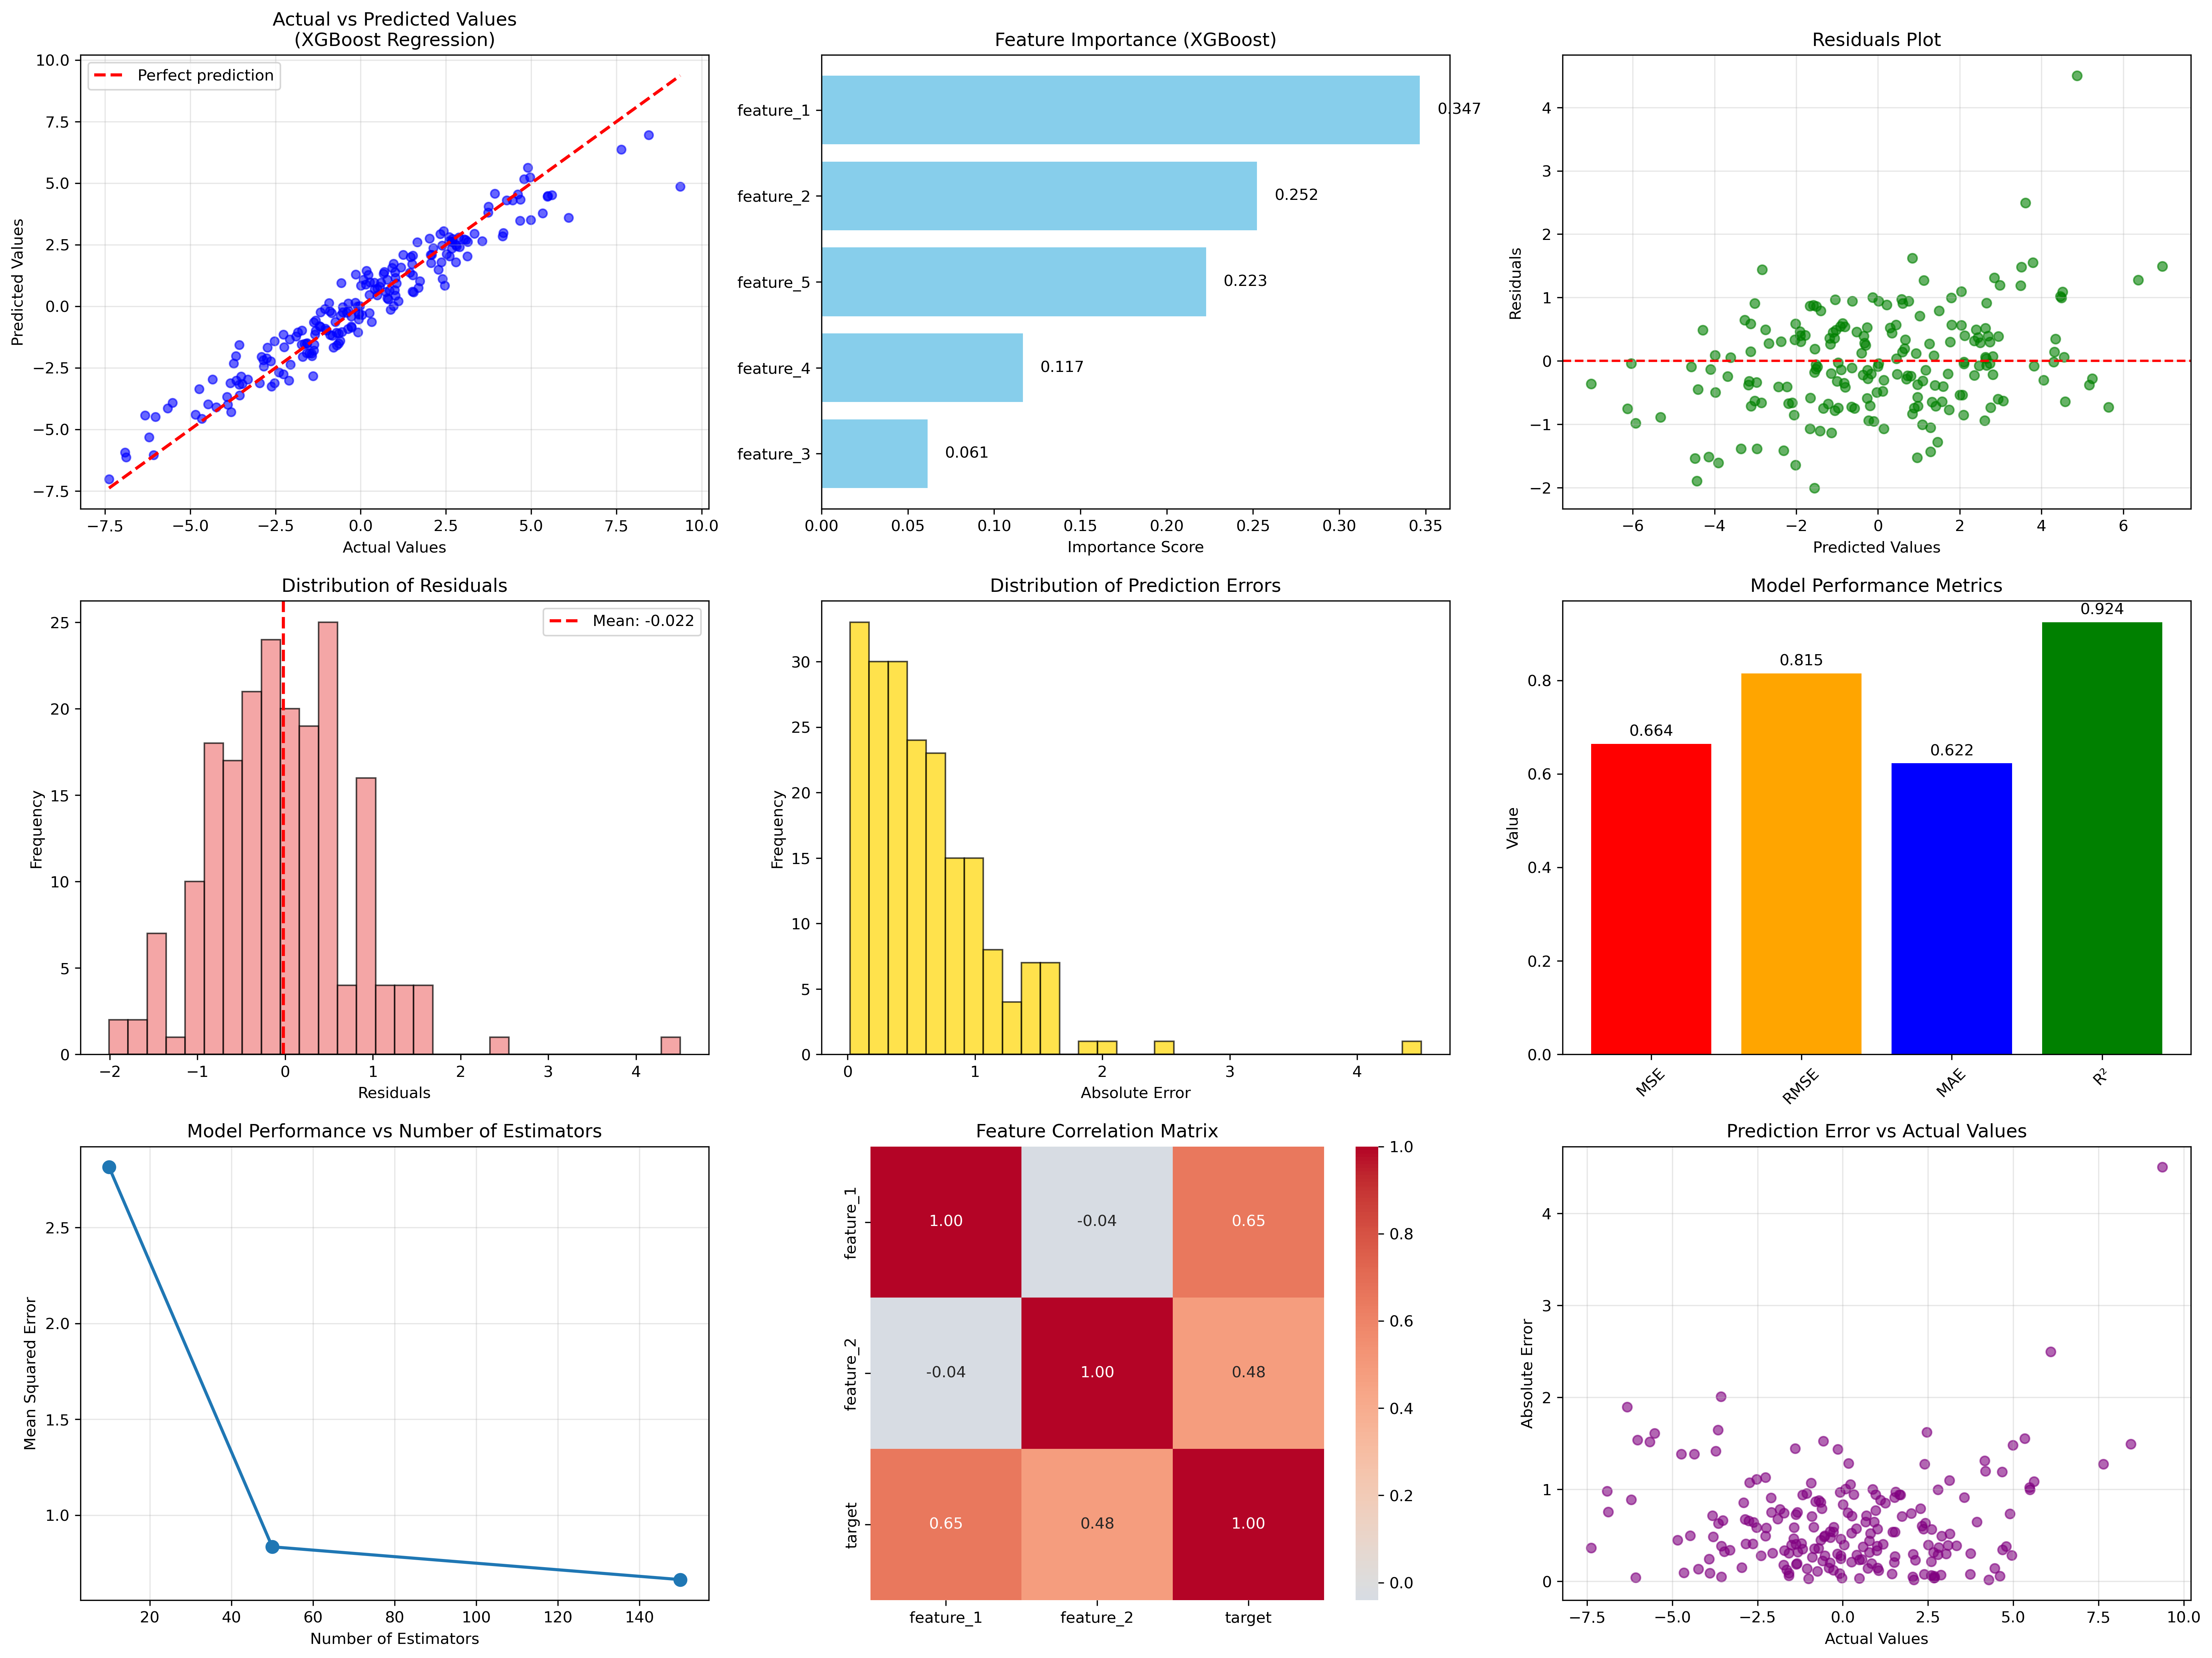 Actual vs Predicted Values
(XGBoost Regression)
Perfect prediction
10.0
7.5
5.0
2.5
0.0
−2.5
−5.0
−7.5
Predicted Values
−7.5 −5.0 −2.5 0.0 2.5 5.0 7.5 10.0
Actual Values
Feature Importance (XGBoost)
feature_1 0.347
feature_2 0.252
feature_5 0.223
feature_4 0.117
feature_3 0.061
0.00 0.05 0.10 0.15 0.20 0.25 0.30 0.35
Importance Score
Residuals Plot
4
3
2
1
0
−1
−2
Residuals
−6 −4 −2 0 2 4 6
Predicted Values
Distribution of Residuals
Mean: -0.022
25
20
15
10
5
0
Frequency
−2 −1 0 1 2 3 4
Residuals
Distribution of Prediction Errors
30
25
20
15
10
5
0
Frequency
0 1 2 3 4
Absolute Error
Model Performance Metrics
0.924
0.815
0.664
0.622
0.8
0.6
0.4
0.2
0.0
Value
MSE RMSE MAE R²
Model Performance vs Number of Estimators
2.5
2.0
1.5
1.0
Mean Squared Error
20 40 60 80 100 120 140
Number of Estimators
Feature Correlation Matrix
feature_1 1.00 -0.04 0.65
feature_2 -0.04 1.00 0.48
target 0.65 0.48 1.00
feature_1 feature_2 target
1.0
0.8
0.6
0.4
0.2
0.0
Prediction Error vs Actual Values
4
3
2
1
0
Absolute Error
−7.5 −5.0 −2.5 0.0 2.5 5.0 7.5 10.0
Actual Values